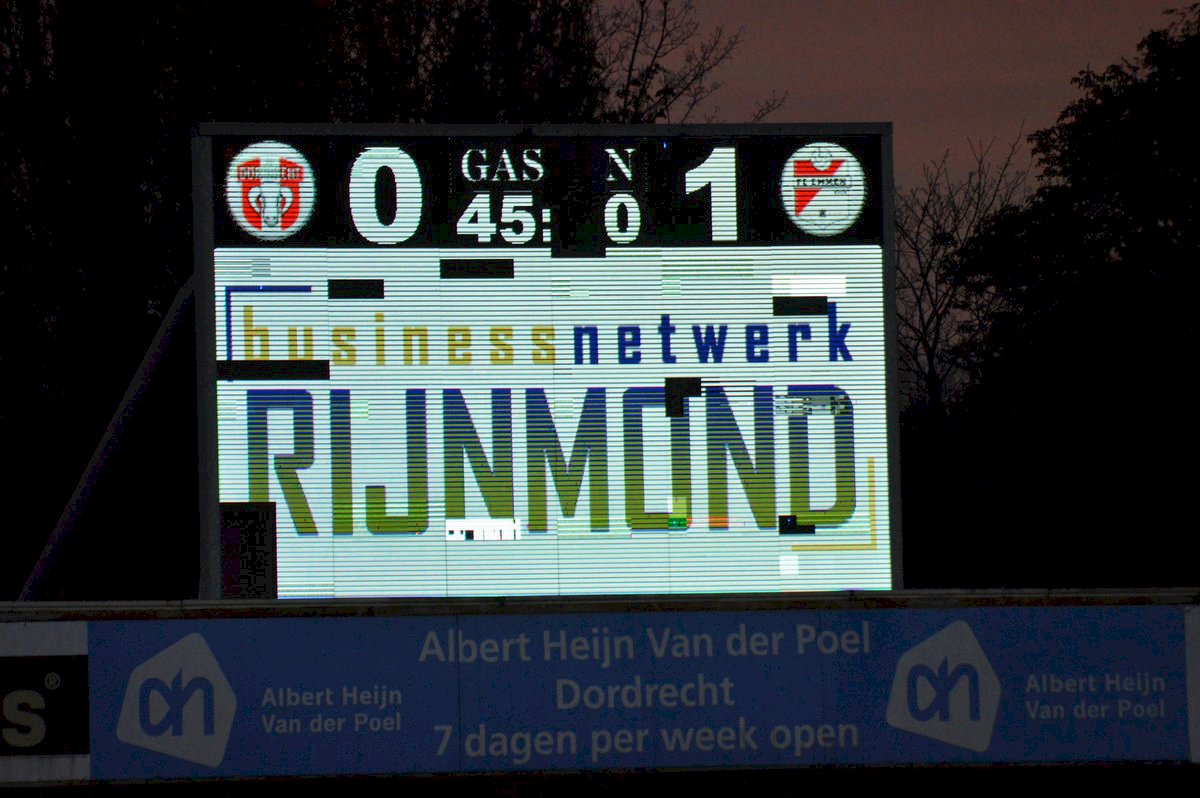 0 GAS N 1
45: 0
FC EMMEN
businessnetwerk
RIJNMOND
s®
Albert Heijn Van der Poel
Dordrecht
7 dagen per week open
Albert Heijn
Van der Poel
Albert Heijn
Van der Poel